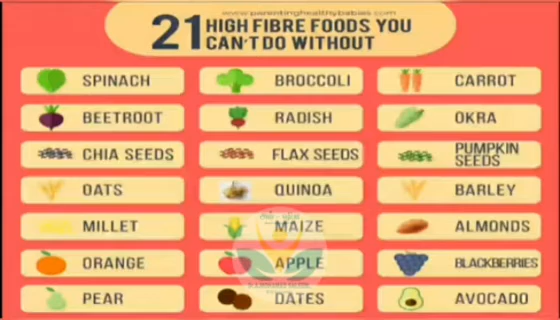 www.parentinghealthybabies.com
21 HIGH FIBRE FOODS YOU
CAN'T DO WITHOUT
SPINACH
BROCCOLI
CARROT
BEETROOT
RADISH
OKRA
CHIA SEEDS
FLAX SEEDS
PUMPKIN
SEEDS
OATS
QUINOA
BARLEY
MILLET
MAIZE
ALMONDS
ORANGE
APPLE
BLACKBERRIES
PEAR
DATES
AVOCADO